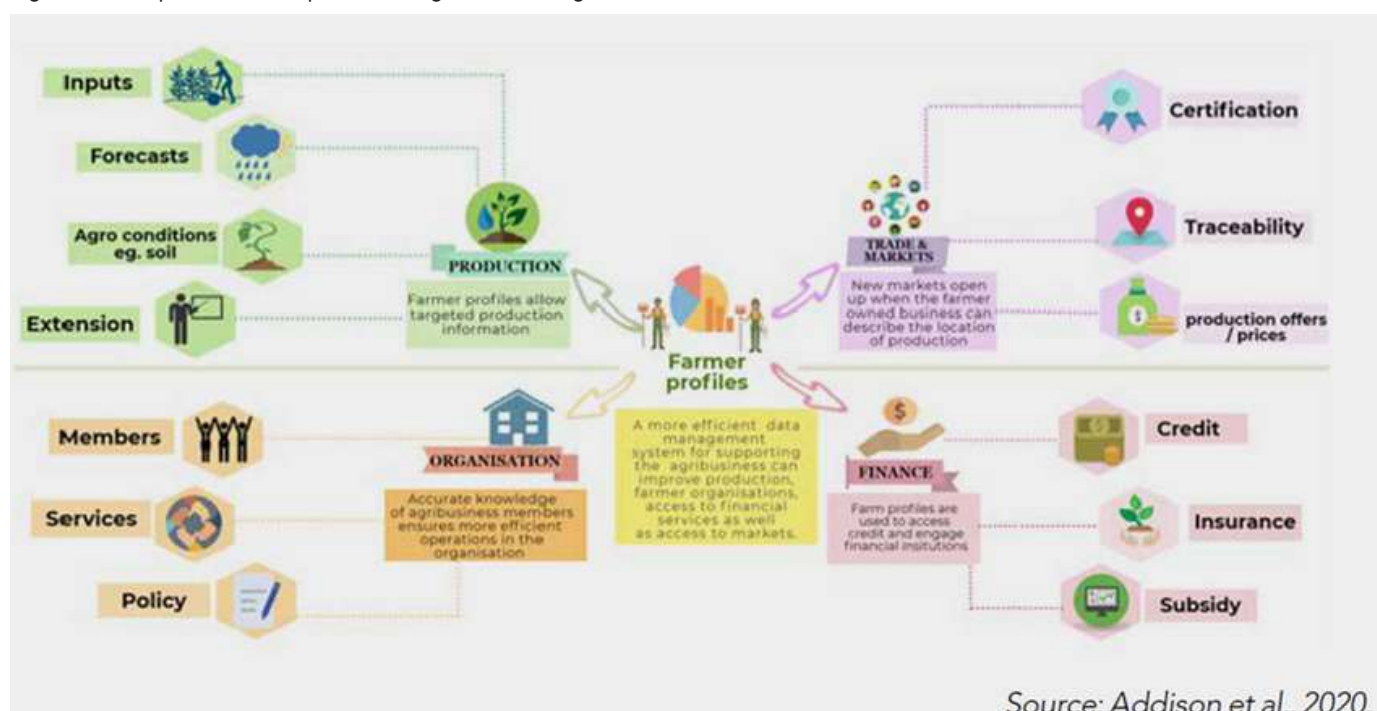 Inputs
Forecasts
Agro conditions
eg. soil
Extension
PRODUCTION
Farmer profiles allow
targeted production
information
Certification
Traceability
production offers
/ prices
TRADE &
MARKETS
New markets open
up when the farmer
owned business can
describe the location
of production
Farmer
profiles
A more efficient data
management
system for supporting
the agribusiness can
improve production,
farmer organisations,
access to financial
services as well
as access to markets.
Members
Services
Policy
ORGANISATION
Accurate knowledge
of agribusiness members
ensures more efficient
operations in the
organisation
FINANCE
Farm profiles are
used to access
credit and engage
financial insitutions
Credit
Insurance
Subsidy
Source: Addison et al., 2020